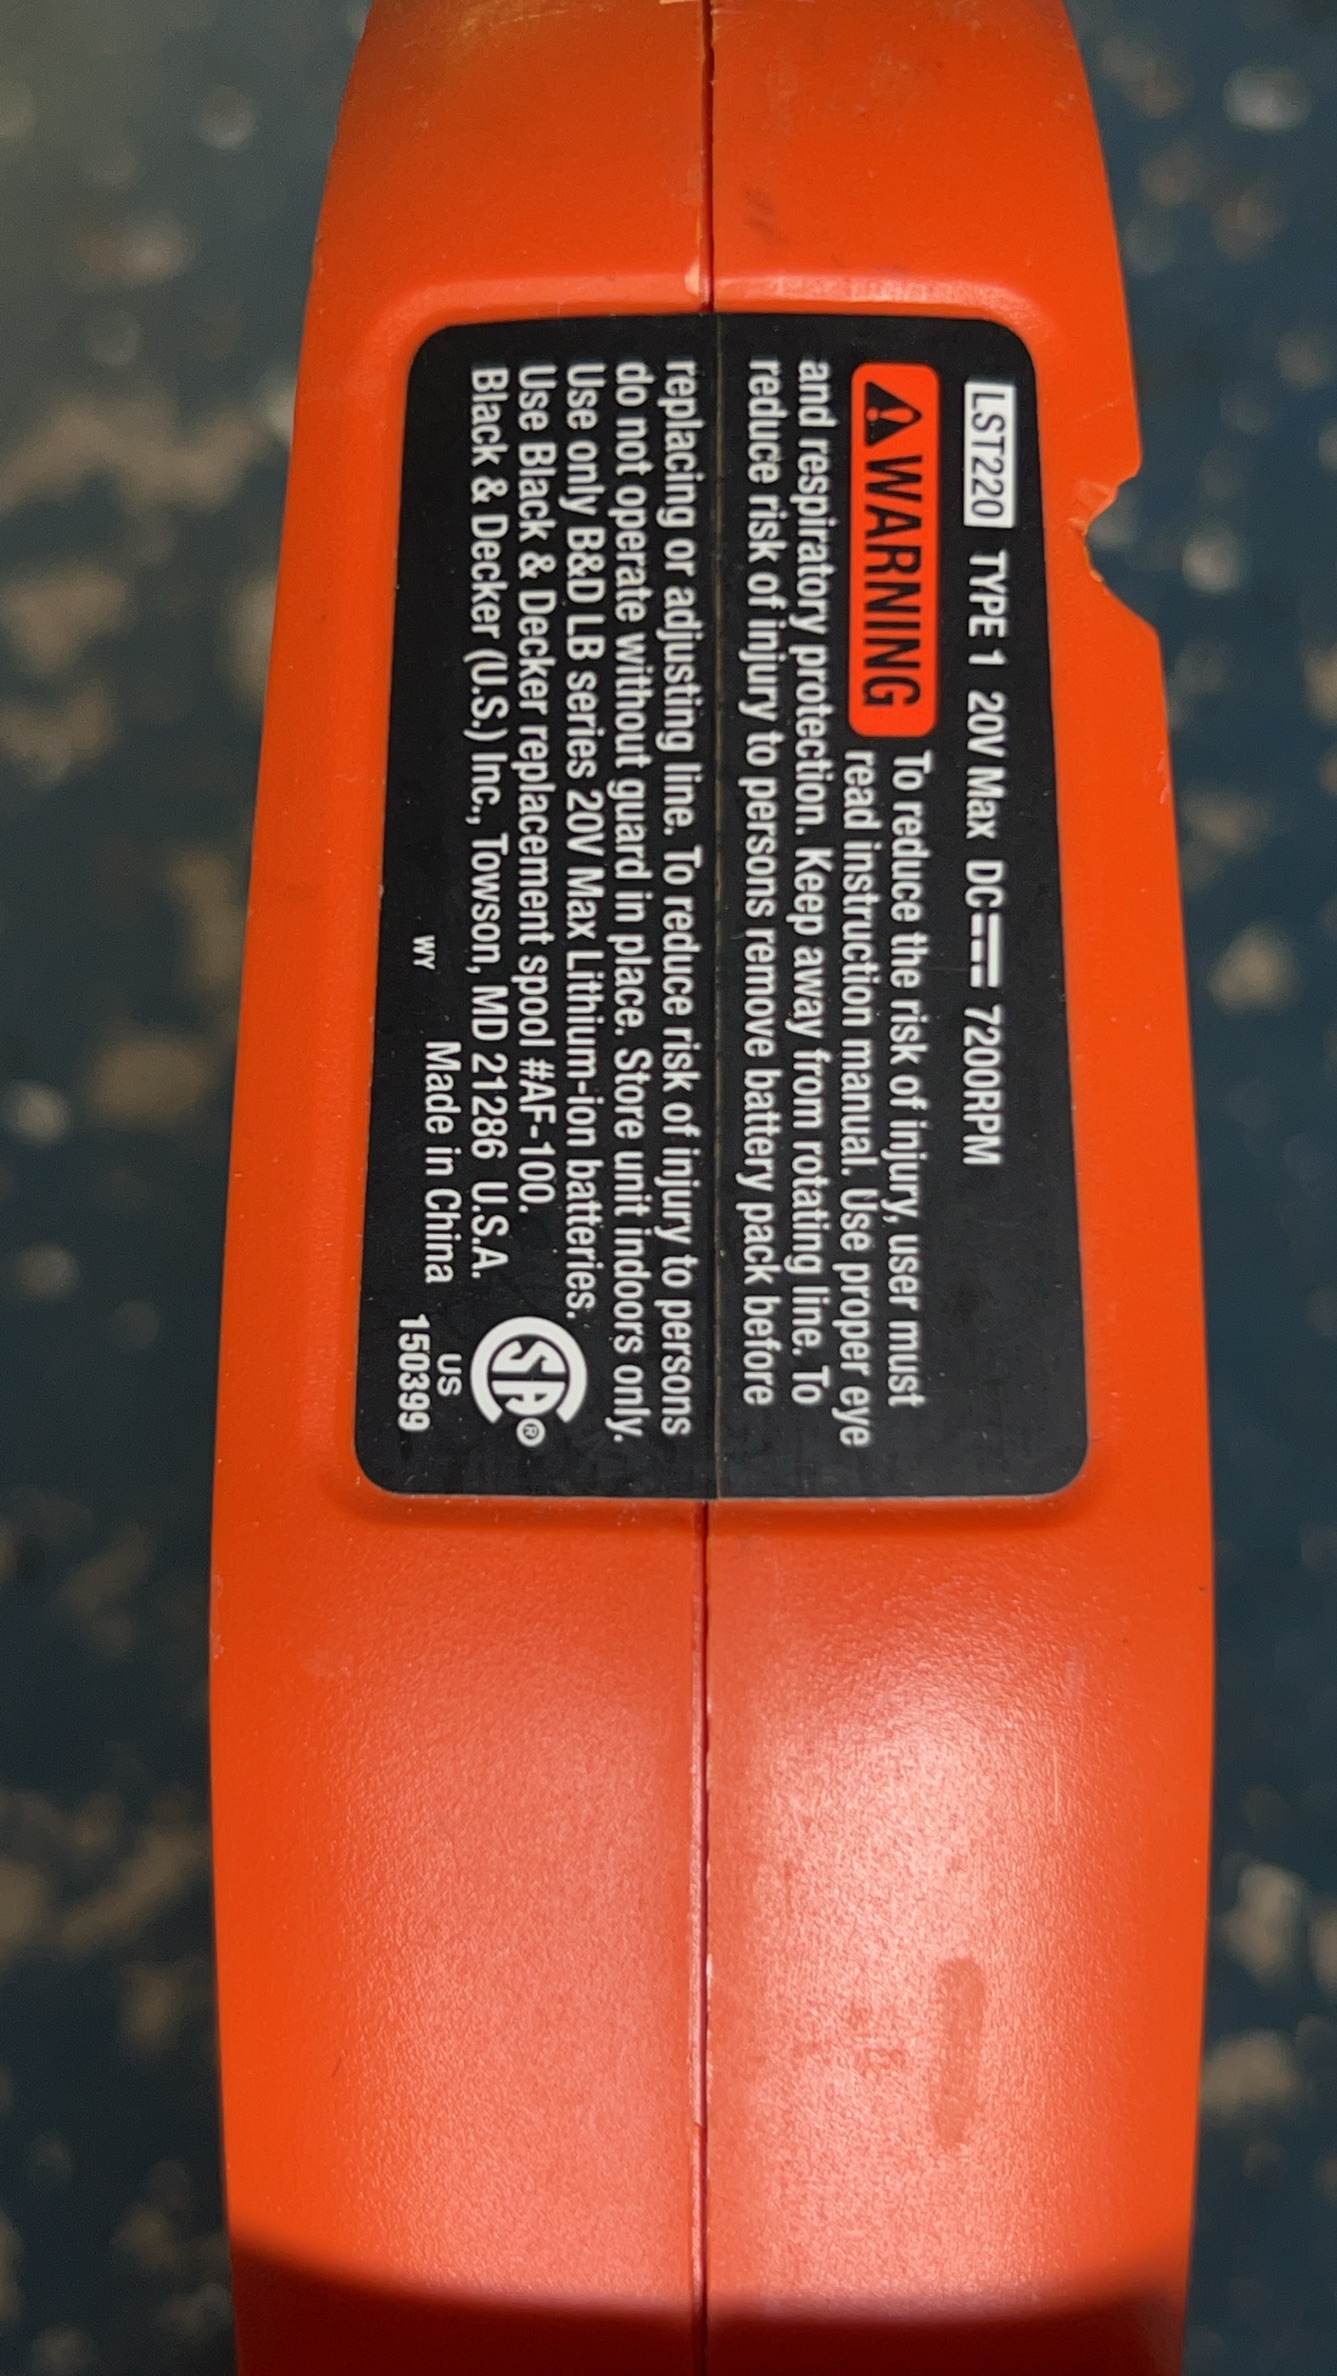 LST220 TYPE 1 20V Max DC 7200RPM
⚠WARNING To reduce the risk of injury, user must
read instruction manual. Use proper eye
and respiratory protection. Keep away from rotating line. To
reduce risk of injury to persons remove battery pack before
replacing or adjusting line. To reduce risk of injury to persons
do not operate without guard in place. Store unit indoors only.
Use only B&D LB series 20V Max Lithium-ion batteries.
Use Black & Decker replacement spool #AF-100.
Black & Decker (U.S.) Inc., Towson, MD 21286 U.S.A.
WY Made in China
SA®
US
150399